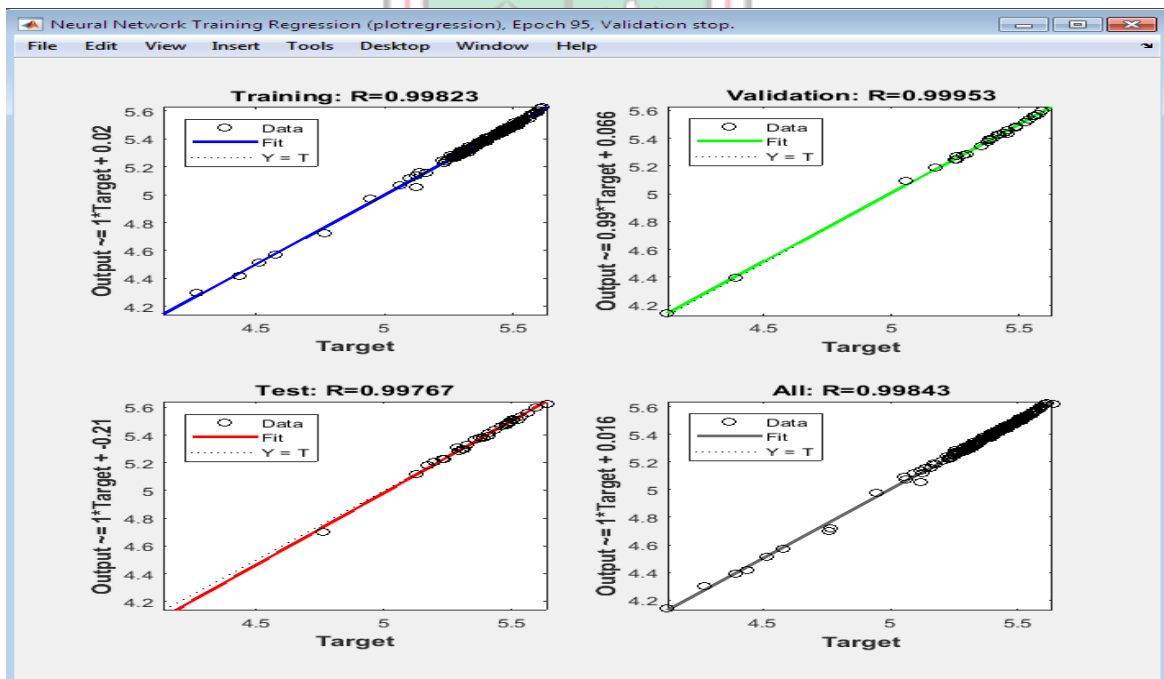 Neural Network Training Regression (plotregression), Epoch 95, Validation stop.
File Edit View Insert Tools Desktop Window Help
Training: R=0.99823
Output ~= 1*Target + 0.02
5.6
5.4
5.2
5
4.8
4.6
4.4
4.2
Data
Fit
Y = T
4.5 5 5.5
Target
Validation: R=0.99953
Output ~= 0.99*Target + 0.066
5.6
5.4
5.2
5
4.8
4.6
4.4
4.2
Data
Fit
Y = T
4.5 5 5.5
Target
Test: R=0.99767
Output ~= 1*Target + -0.21
5.6
5.4
5.2
5
4.8
4.6
4.4
4.2
Data
Fit
Y = T
4.5 5 5.5
Target
All: R=0.99843
Output ~= 1*Target + 0.016
5.6
5.4
5.2
5
4.8
4.6
4.4
4.2
Data
Fit
Y = T
4.5 5 5.5
Target